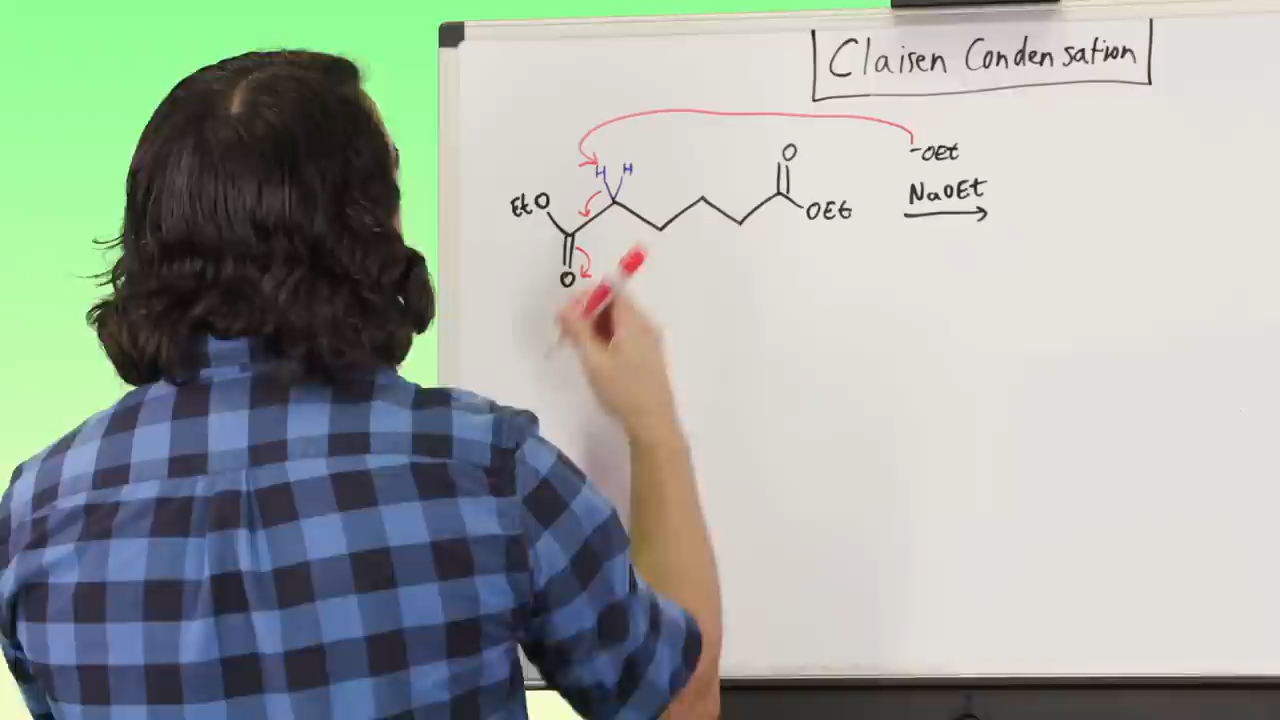 Claisen Condensation
-OEt
H H O
EtO NaOEt
OEt
O